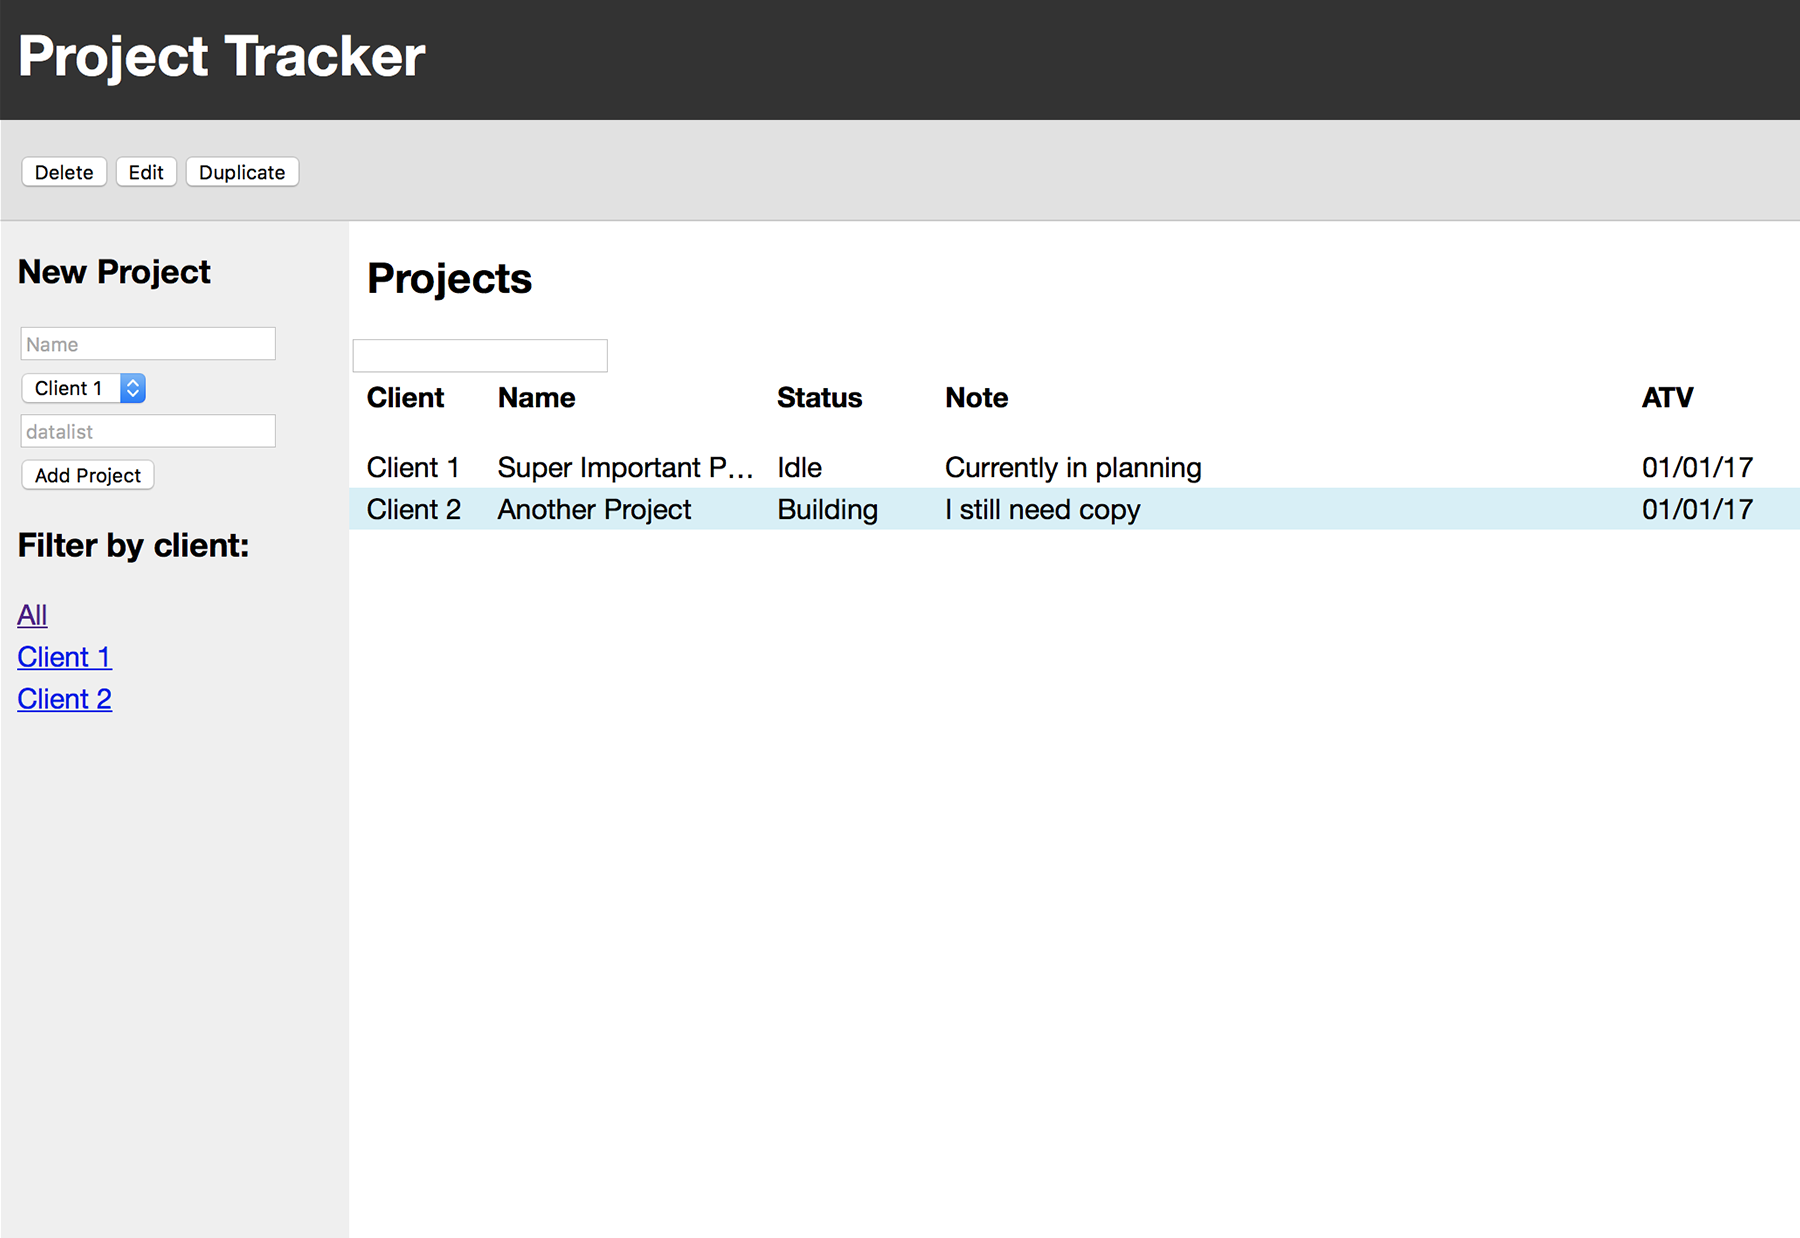 Project Tracker
Delete Edit Duplicate
New Project
Name
Client 1
datalist
Add Project
Filter by client:
All
Client 1
Client 2
Projects
Client Name Status Note ATV
Client 1 Super Important P... Idle Currently in planning 01/01/17
Client 2 Another Project Building I still need copy 01/01/17